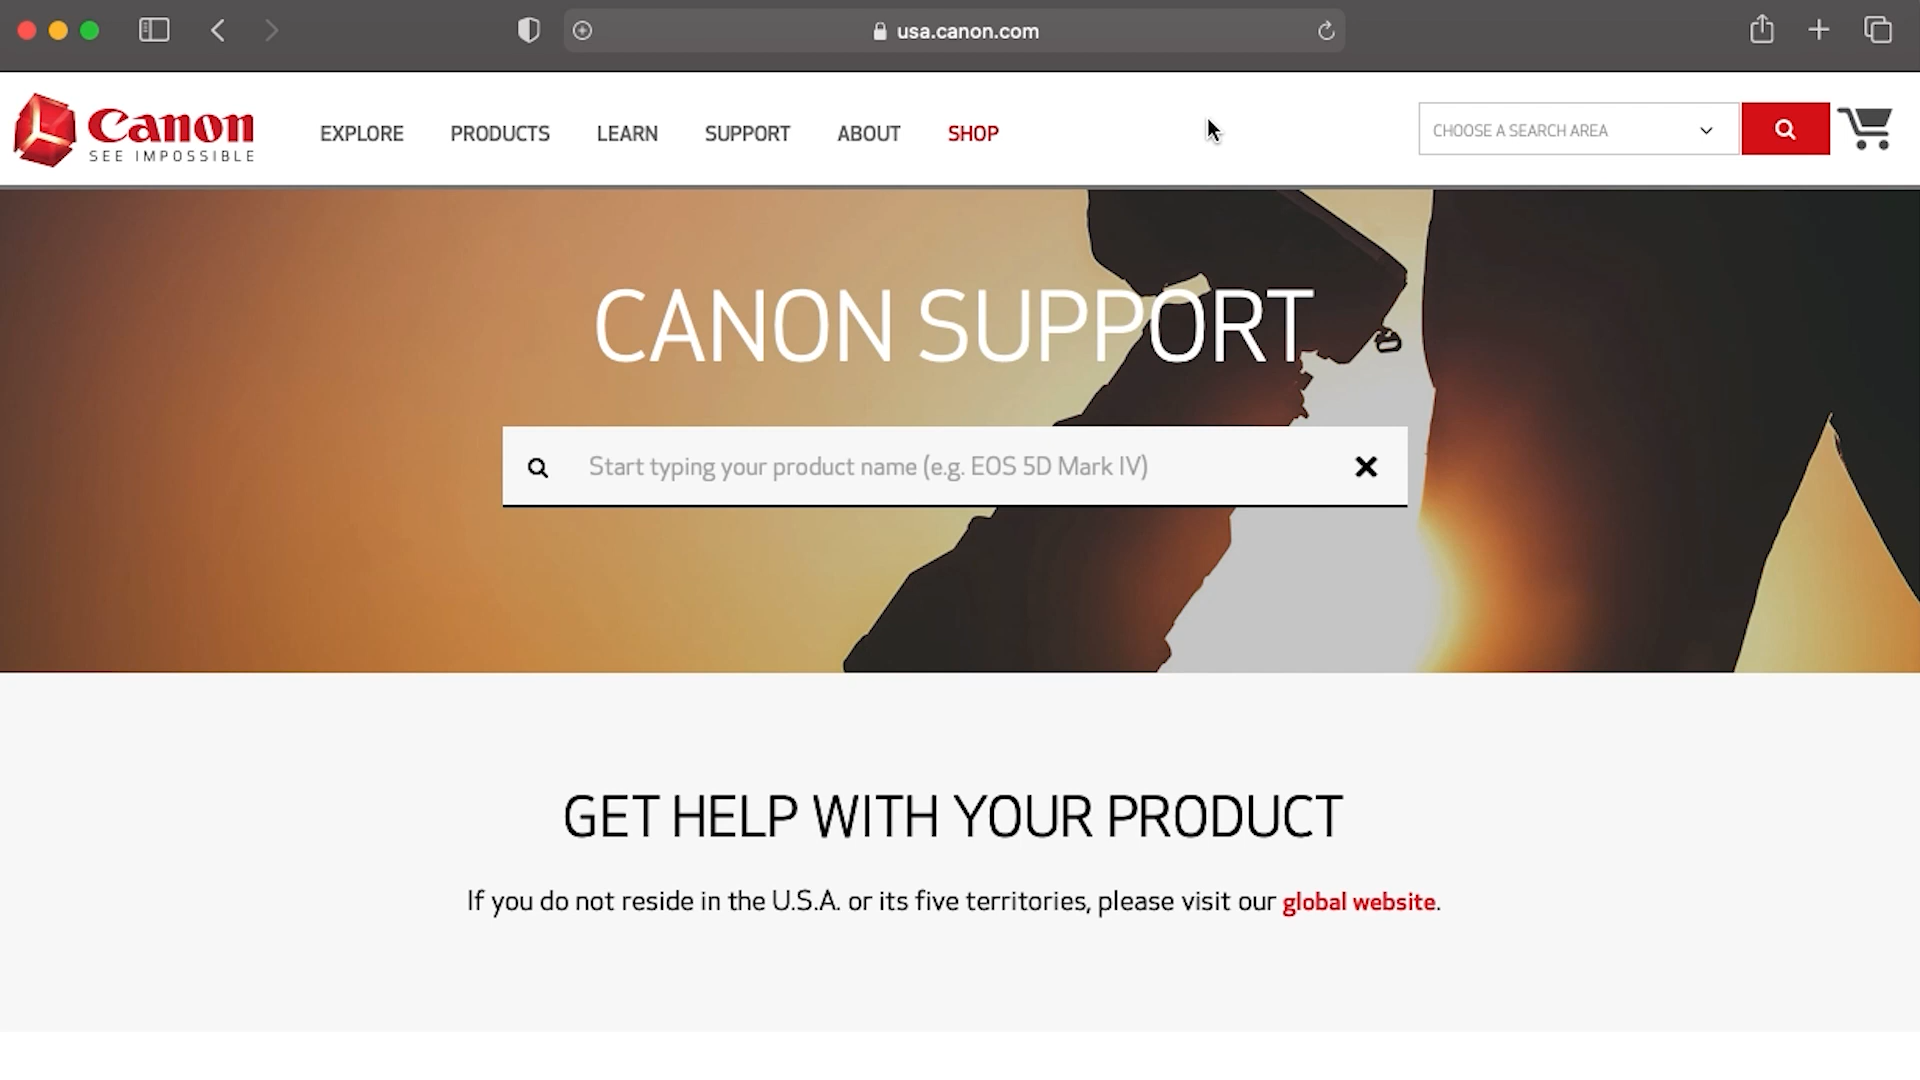 usa.canon.com
Canon
SEE IMPOSSIBLE
EXPLORE PRODUCTS LEARN SUPPORT ABOUT SHOP
CHOOSE A SEARCH AREA
CANON SUPPORT
Start typing your product name (e.g. EOS 5D Mark IV)
GET HELP WITH YOUR PRODUCT
If you do not reside in the U.S.A. or its five territories, please visit our global website.